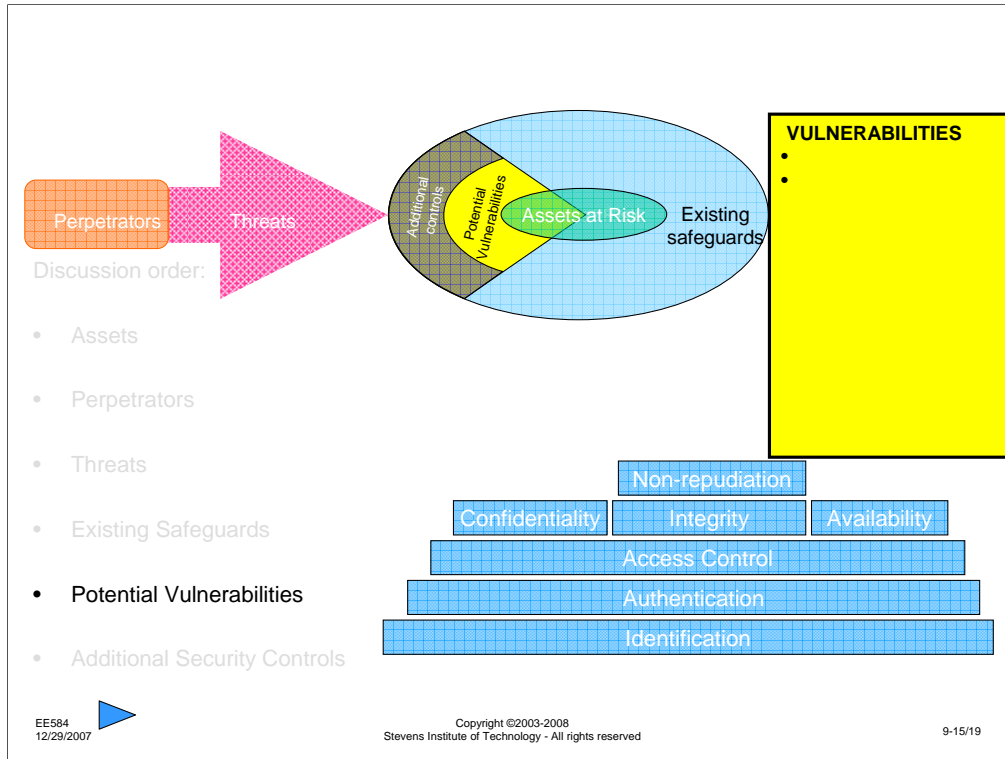 Perpetrators
Threats
Additional
controls
Potential
Vulnerabilities
Assets at Risk
Existing
safeguards
VULNERABILITIES
•
•
Discussion order:
• Assets
• Perpetrators
• Threats
• Existing Safeguards
• Potential Vulnerabilities
• Additional Security Controls
Non-repudiation
Confidentiality
Integrity
Availability
Access Control
Authentication
Identification
EE584
12/29/2007
Copyright ©2003-2008
Stevens Institute of Technology - All rights reserved
9-15/19